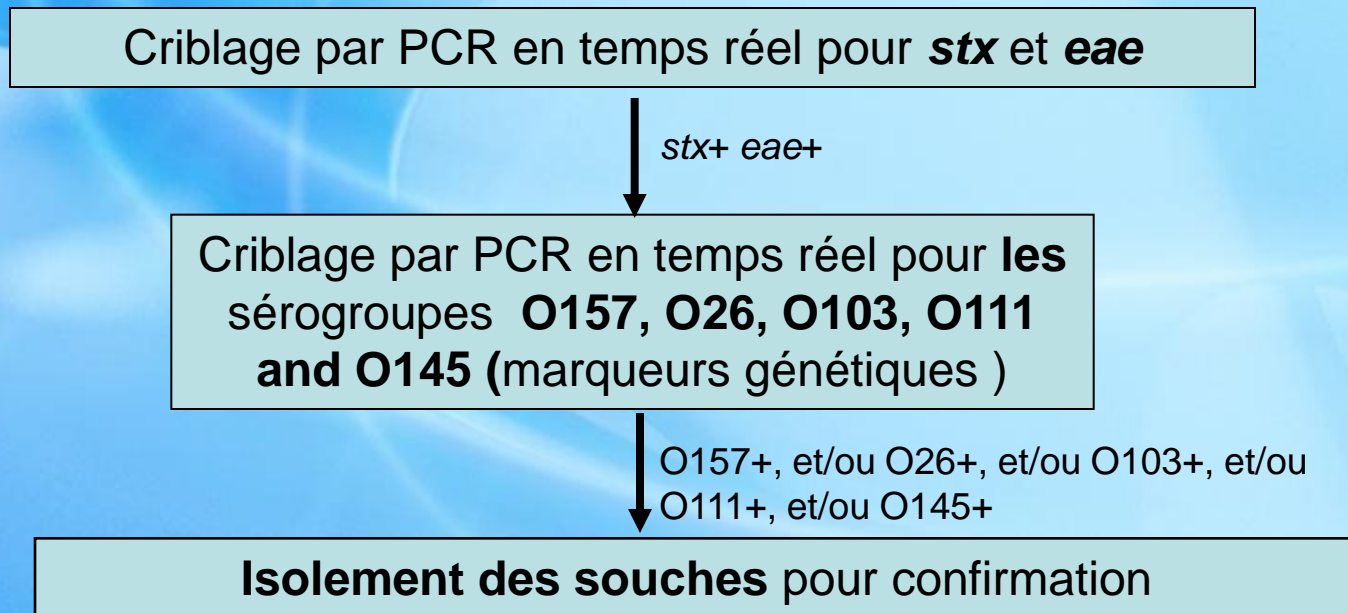 Criblage par PCR en temps réel pour stx et eae
stx+ eae+
Criblage par PCR en temps réel pour les
sérogroupes O157, O26, O103, O111
and O145 (marqueurs génétiques )
O157+, et/ou O26+, et/ou O103+, et/ou
O111+, et/ou O145+
Isolement des souches pour confirmation